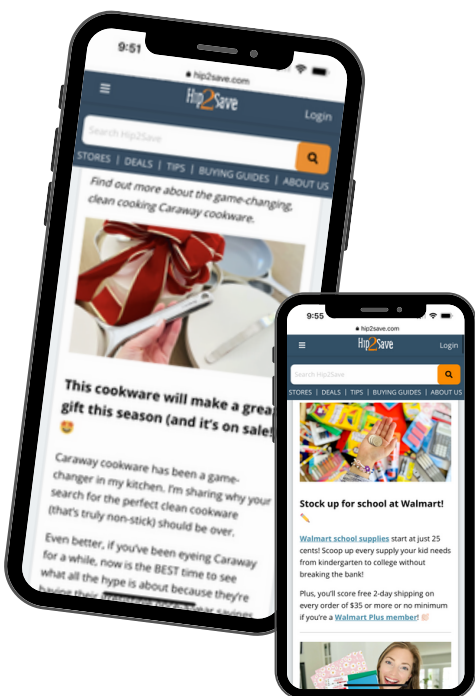 9:51
hip2save.com
Hip2Save
Login
Search Hip2Save
STORES | DEALS | TIPS | BUYING GUIDES | ABOUT US
Find out more about the game-changing,
clean cooking Caraway cookware.
This cookware will make a grea
gift this season (and it's on sale!
Caraway cookware has been a game-
changer in my kitchen. I'm sharing why your
search for the perfect clean cookware
(that's truly non-stick) should be over.
Even better, if you've been eyeing Caraway
for a while, now is the BEST time to see
what all the hype is about because they're
having their
savings
9:55
hip2save.com
Hip2Save
Login
Search Hip2Save
STORES | DEALS | TIPS | BUYING GUIDES | ABOUT US
Stock up for school at Walmart!
✏️
Walmart school supplies start at just 25
cents! Scoop up every supply your kid needs
from kindergarten to college without
breaking the bank!
Plus, you'll score free 2-day shipping on
every order of $35 or more or no minimum
if you're a Walmart Plus member!